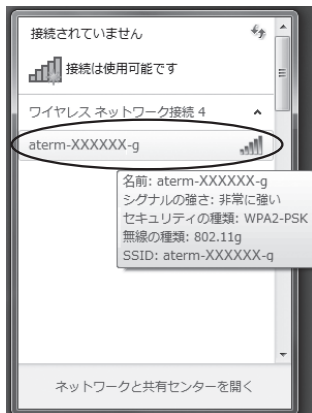 接続されていません
接続は使用可能です
ワイヤレス ネットワーク接続 4
aterm-XXXXXX-g
名前: aterm-XXXXXX-g
シグナルの強さ: 非常に強い
セキュリティの種類: WPA2-PSK
無線の種類: 802.11g
SSID: aterm-XXXXXX-g
ネットワークと共有センターを開く